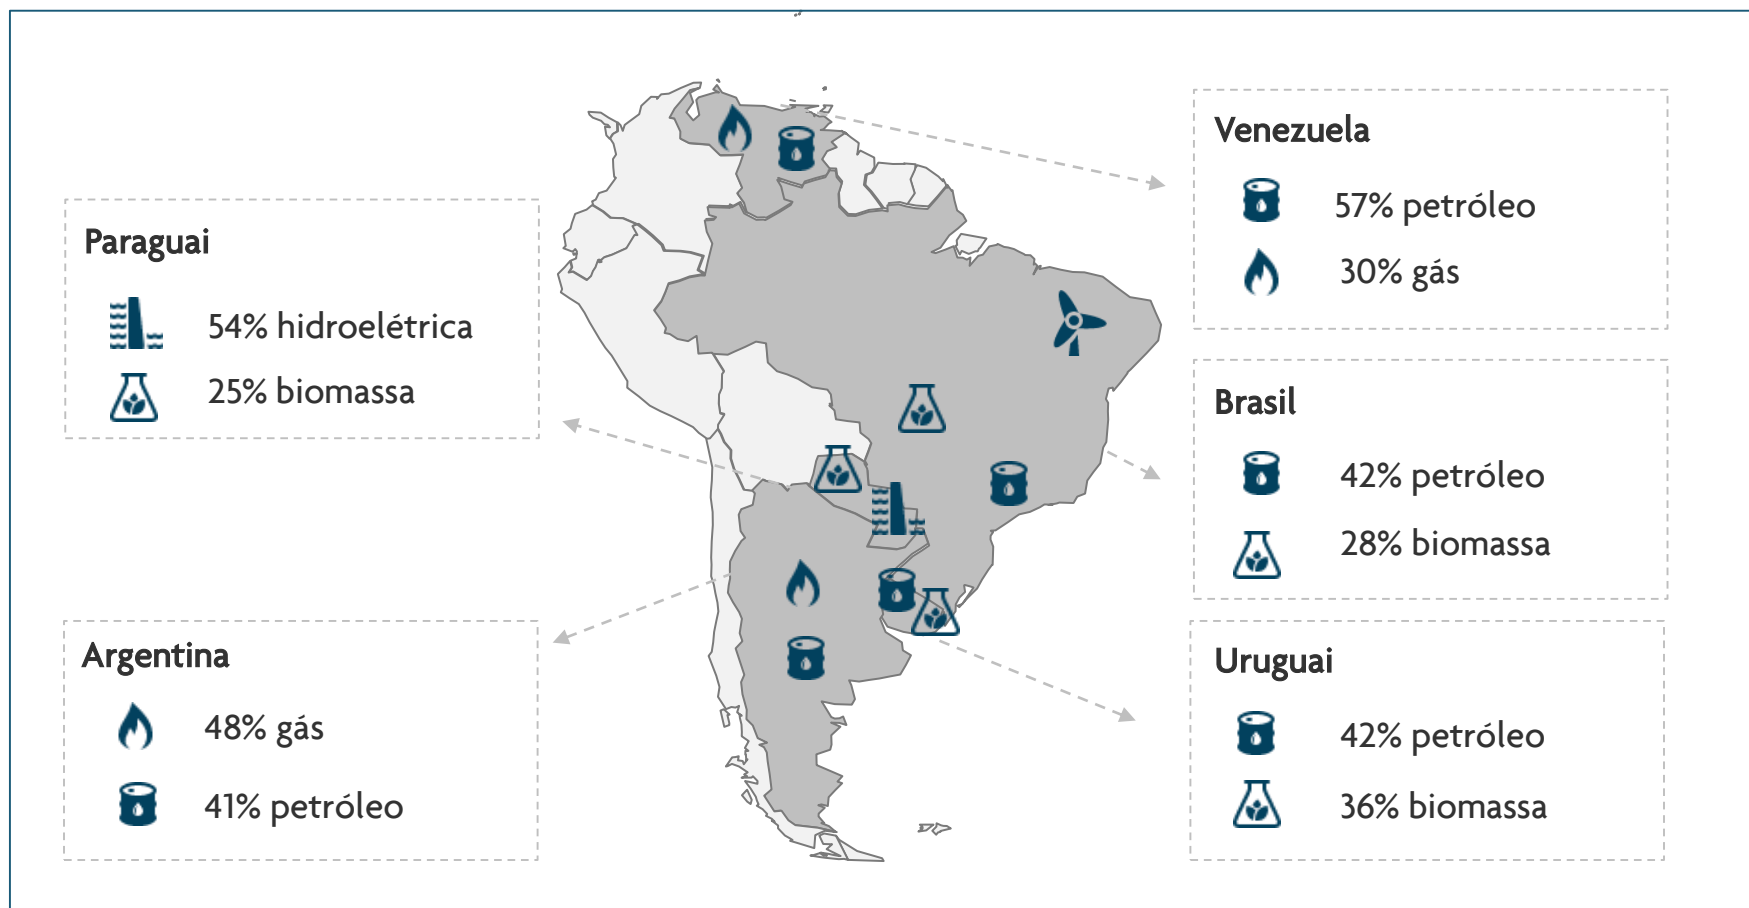 Paraguai
54% hidroelétrica
25% biomassa
Argentina
48% gás
41% petróleo
Venezuela
57% petróleo
30% gás
Brasil
42% petróleo
28% biomassa
Uruguai
42% petróleo
36% biomassa